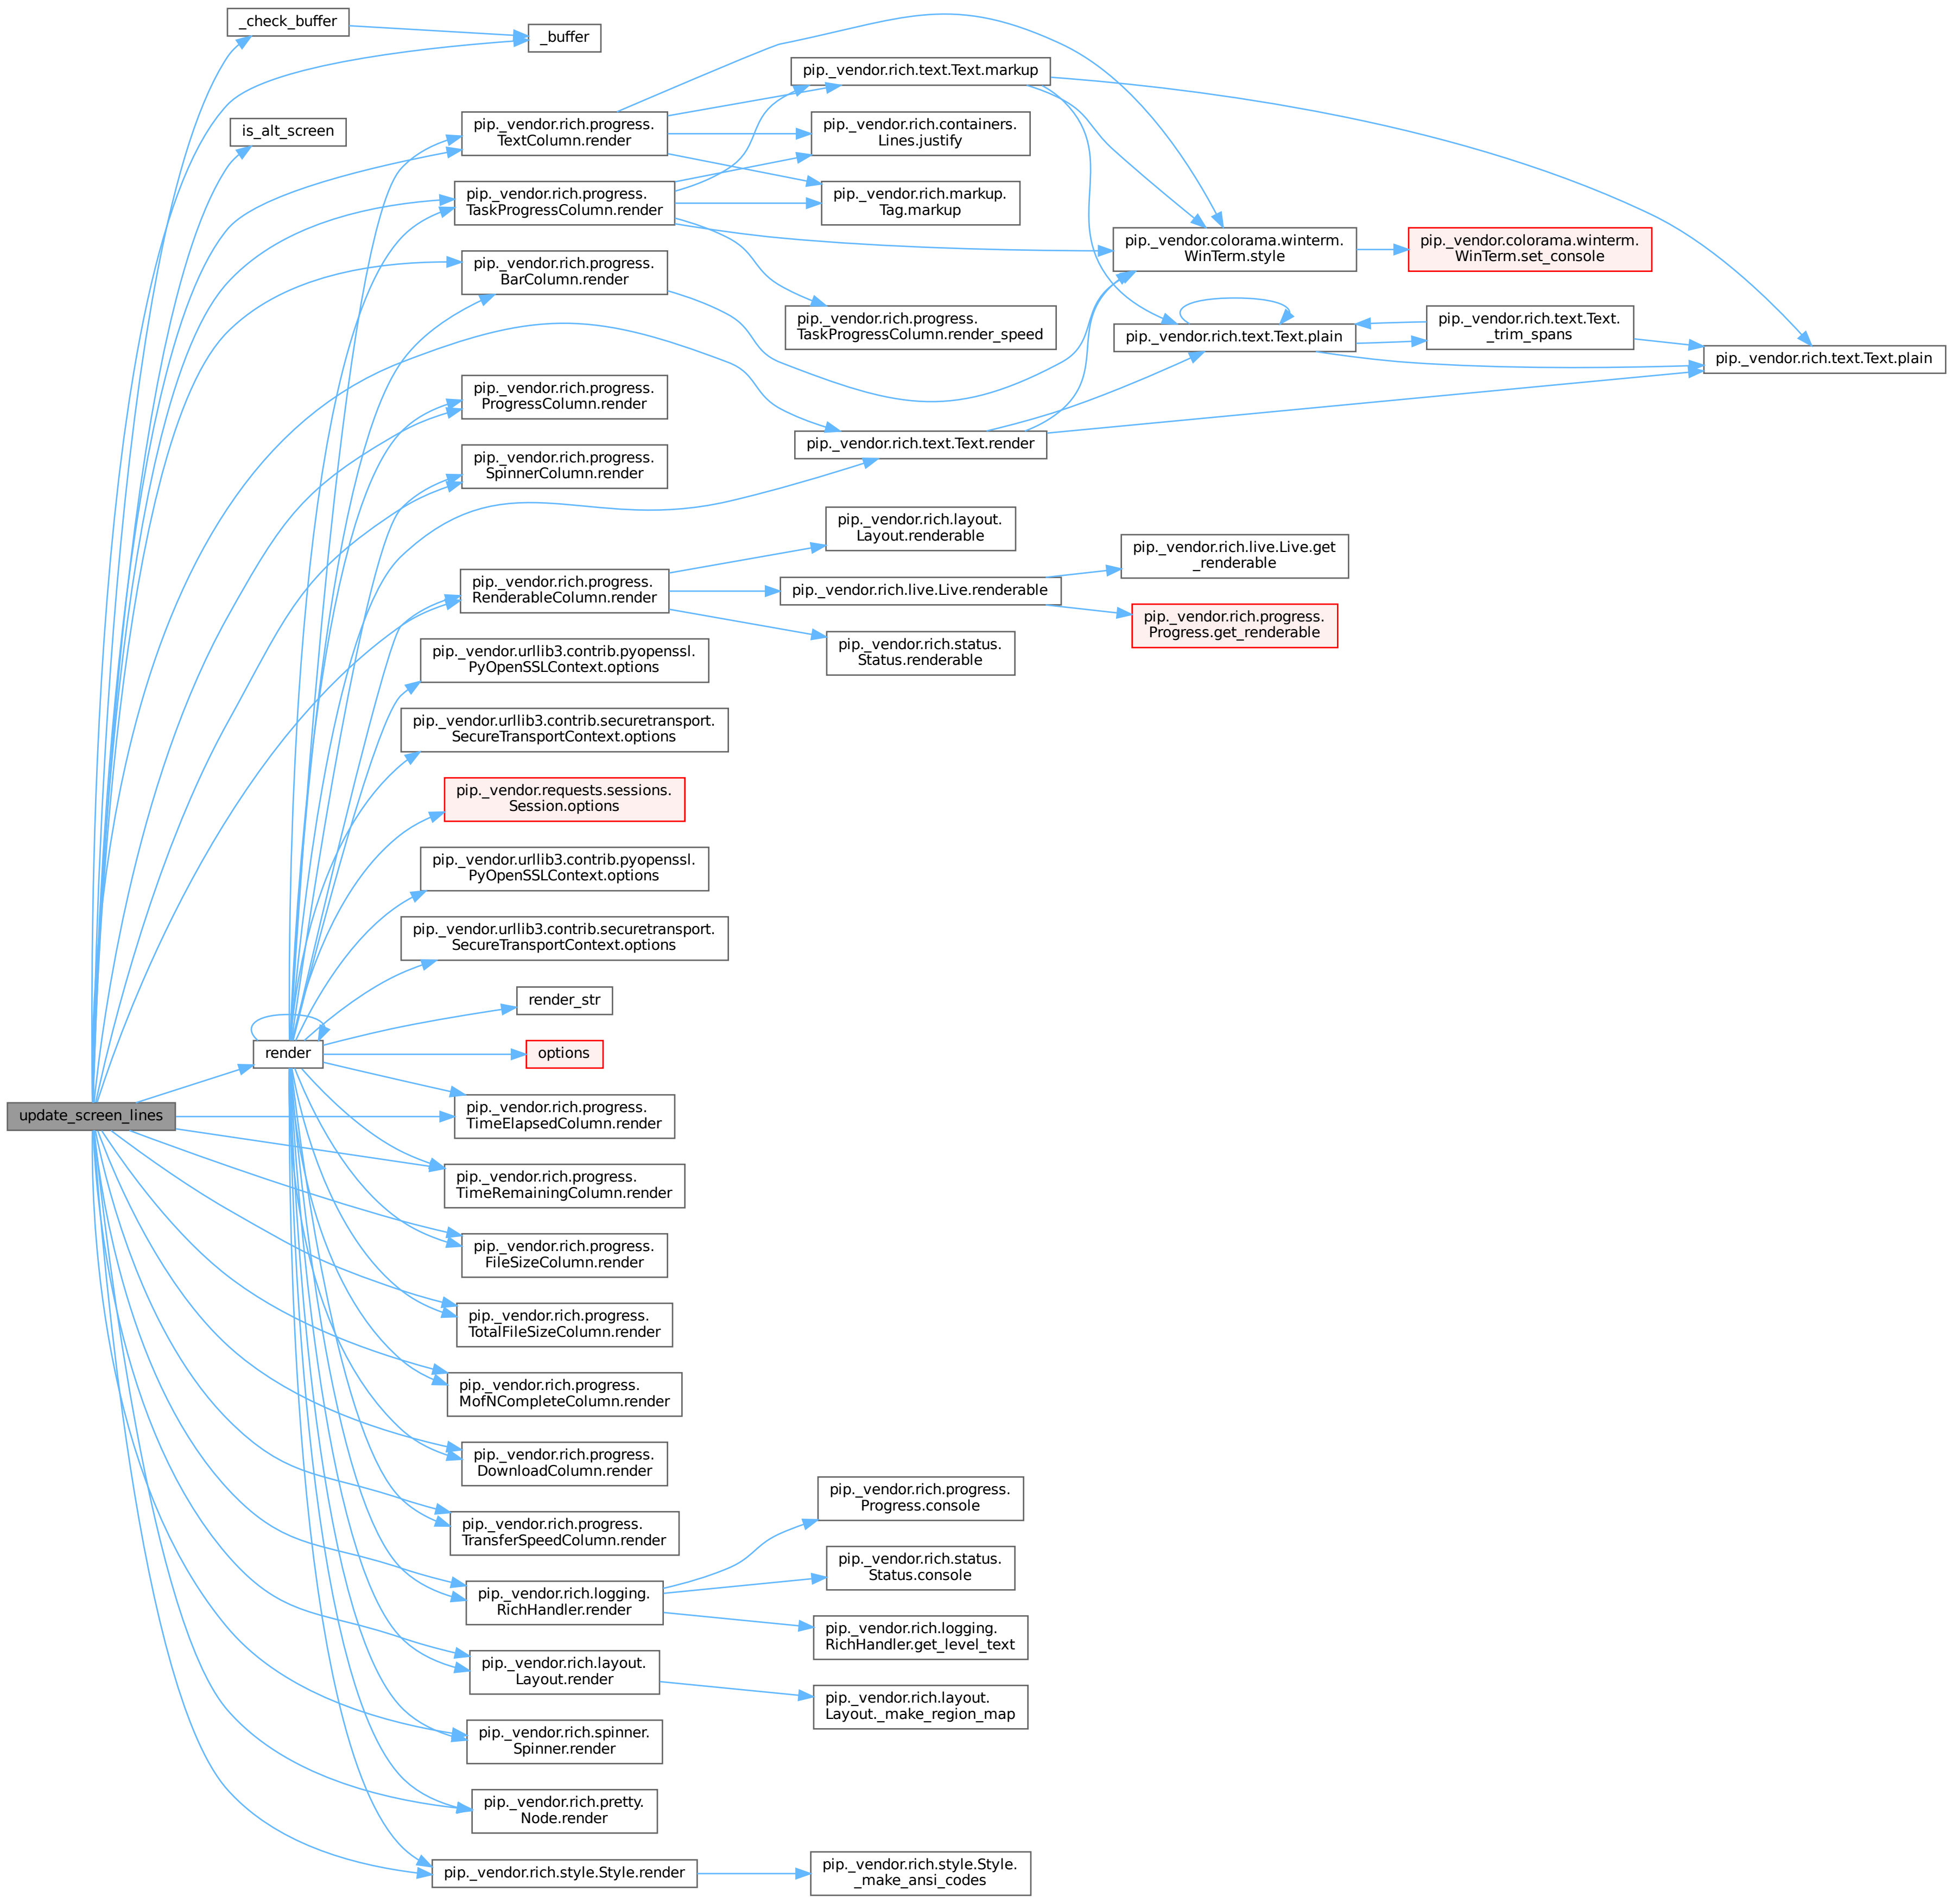 update_screen_lines
_check_buffer
_buffer
is_alt_screen
pip._vendor.rich.progress.
TextColumn.render
pip._vendor.rich.progress.
TaskProgressColumn.render
pip._vendor.rich.progress.
BarColumn.render
pip._vendor.rich.progress.
ProgressColumn.render
pip._vendor.rich.progress.
SpinnerColumn.render
pip._vendor.rich.progress.
RenderableColumn.render
pip._vendor.urllib3.contrib.pyopenssl.
PyOpenSSLContext.options
pip._vendor.urllib3.contrib.securetransport.
SecureTransportContext.options
pip._vendor.requests.sessions.
Session.options
pip._vendor.urllib3.contrib.pyopenssl.
PyOpenSSLContext.options
pip._vendor.urllib3.contrib.securetransport.
SecureTransportContext.options
render_str
render
options
pip._vendor.rich.progress.
TimeElapsedColumn.render
pip._vendor.rich.progress.
TimeRemainingColumn.render
pip._vendor.rich.progress.
FileSizeColumn.render
pip._vendor.rich.progress.
TotalFileSizeColumn.render
pip._vendor.rich.progress.
MofNCompleteColumn.render
pip._vendor.rich.progress.
DownloadColumn.render
pip._vendor.rich.progress.
TransferSpeedColumn.render
pip._vendor.rich.logging.
RichHandler.render
pip._vendor.rich.layout.
Layout.render
pip._vendor.rich.spinner.
Spinner.render
pip._vendor.rich.pretty.
Node.render
pip._vendor.rich.style.Style.render
pip._vendor.rich.text.Text.markup
pip._vendor.rich.containers.
Lines.justify
pip._vendor.rich.markup.
Tag.markup
pip._vendor.rich.progress.
TaskProgressColumn.render_speed
pip._vendor.rich.text.Text.render
pip._vendor.rich.layout.
Layout.renderable
pip._vendor.rich.live.Live.renderable
pip._vendor.rich.status.
Status.renderable
pip._vendor.rich.progress.
Progress.console
pip._vendor.rich.status.
Status.console
pip._vendor.rich.logging.
RichHandler.get_level_text
pip._vendor.rich.layout.
Layout._make_region_map
pip._vendor.rich.style.Style.
_make_ansi_codes
pip._vendor.colorama.winterm.
WinTerm.style
pip._vendor.rich.text.Text.plain
pip._vendor.rich.live.Live.get
_renderable
pip._vendor.rich.progress.
Progress.get_renderable
pip._vendor.colorama.winterm.
WinTerm.set_console
pip._vendor.rich.text.Text.
_trim_spans
pip._vendor.rich.text.Text.plain